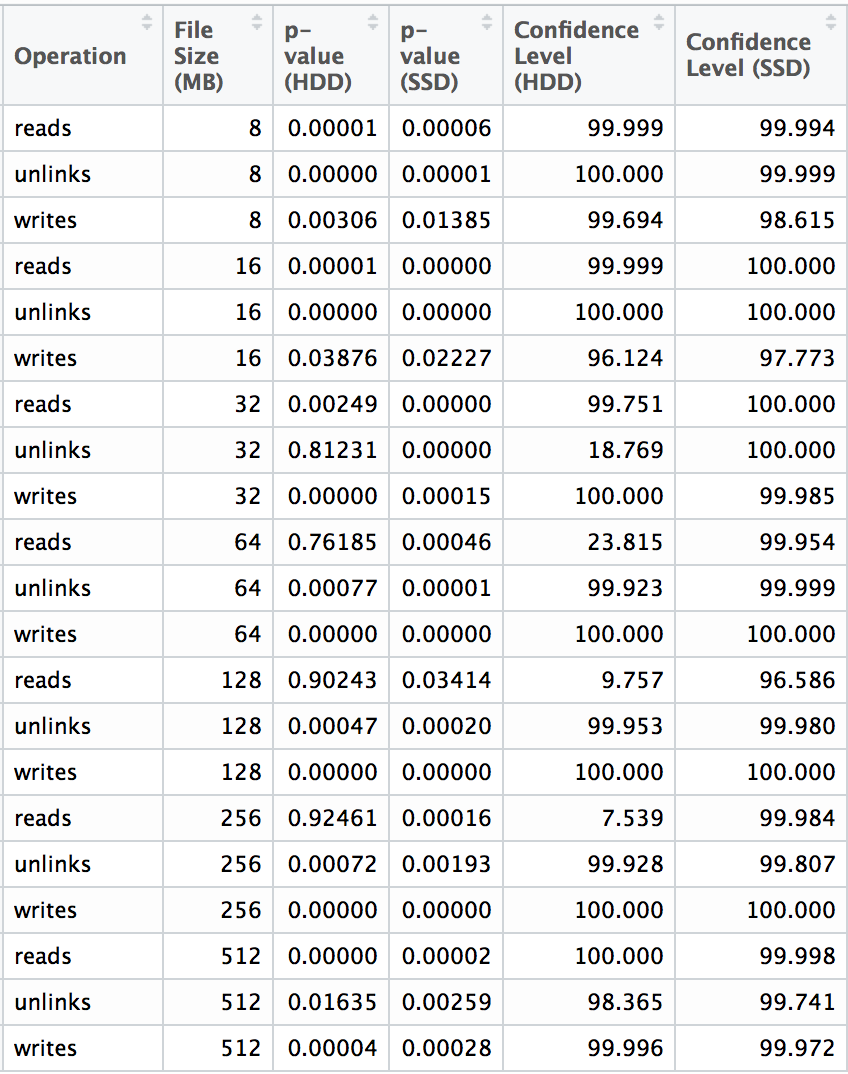 Operation File Size (MB) p-value (HDD) p-value (SSD) Confidence Level (HDD) Confidence Level (SSD)
reads 8 0.00001 0.00006 99.999 99.994
unlinks 8 0.00000 0.00001 100.000 99.999
writes 8 0.00306 0.01385 99.694 98.615
reads 16 0.00001 0.00000 99.999 100.000
unlinks 16 0.00000 0.00000 100.000 100.000
writes 16 0.03876 0.02227 96.124 97.773
reads 32 0.00249 0.00000 99.751 100.000
unlinks 32 0.81231 0.00000 18.769 100.000
writes 32 0.00000 0.00015 100.000 99.985
reads 64 0.76185 0.00046 23.815 99.954
unlinks 64 0.00077 0.00001 99.923 99.999
writes 64 0.00000 0.00000 100.000 100.000
reads 128 0.90243 0.03414 9.757 96.586
unlinks 128 0.00047 0.00020 99.953 99.980
writes 128 0.00000 0.00000 100.000 100.000
reads 256 0.92461 0.00016 7.539 99.984
unlinks 256 0.00072 0.00193 99.928 99.807
writes 256 0.00000 0.00000 100.000 100.000
reads 512 0.00000 0.00002 100.000 99.998
unlinks 512 0.01635 0.00259 98.365 99.741
writes 512 0.00004 0.00028 99.996 99.972